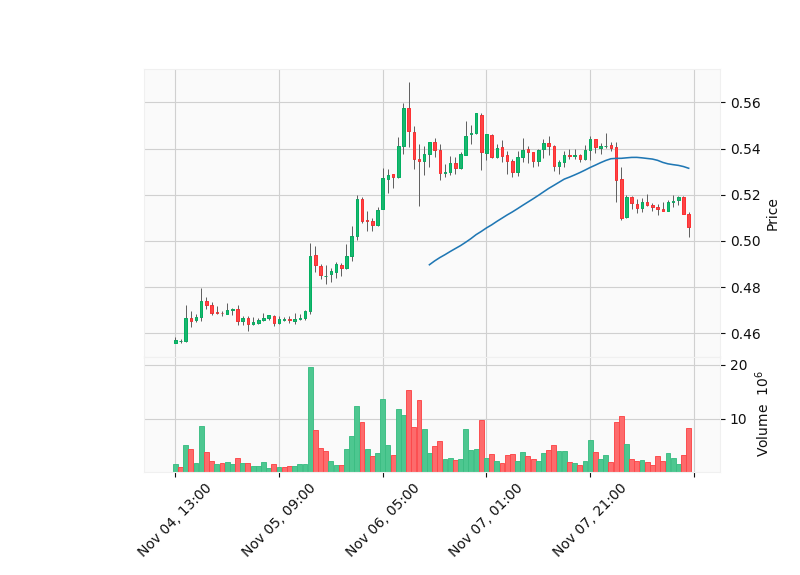 0.56
0.54
0.52
0.50
0.48
0.46
Price
20
10
Volume 10^6
Nov 04, 13:00
Nov 05, 09:00
Nov 06, 05:00
Nov 07, 01:00
Nov 07, 21:00